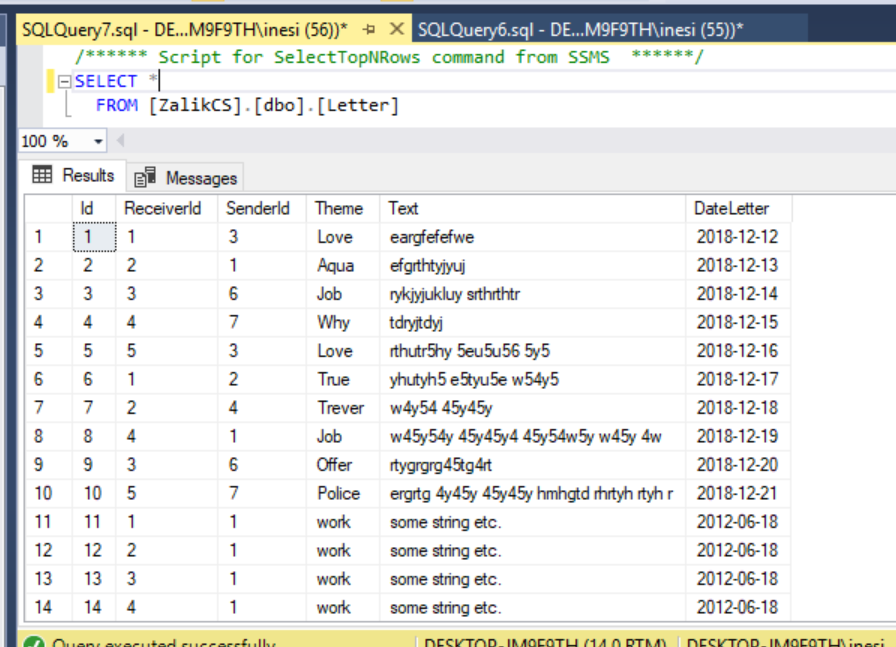 SQLQuery7.sql - DE...M9F9TH\inesi (56))* SQLQuery6.sql - DE...M9F9TH\inesi (55))*
/****** Script for SelectTopNRows command from SSMS ******/
SELECT *
FROM [ZalikCS].[dbo].[Letter]
100 %
Results Messages
Id ReceiverId SenderId Theme Text DateLetter
1 1 1 3 Love eargfefefwe 2018-12-12
2 2 2 1 Aqua efgrthtyjyuj 2018-12-13
3 3 3 6 Job rykjyjukluy srthrthtr 2018-12-14
4 4 4 7 Why tdryjtdyj 2018-12-15
5 5 5 3 Love rthutr5hy 5eu5u56 5y5 2018-12-16
6 6 1 2 True yhutyh5 e5tyu5e w54y5 2018-12-17
7 7 2 4 Trever w4y54 45y45y 2018-12-18
8 8 4 1 Job w45y54y 45y45y4 45y54w5y w45y 4w 2018-12-19
9 9 3 6 Offer rtygrgrg45tg4rt 2018-12-20
10 10 5 7 Police ergrtg 4y45y 45y45y hmhgtd rhrtyh rtyh r 2018-12-21
11 11 1 1 work some string etc. 2012-06-18
12 12 2 1 work some string etc. 2012-06-18
13 13 3 1 work some string etc. 2012-06-18
14 14 4 1 work some string etc. 2012-06-18
Query executed successfully DESKTOP-JM9F9TH (14.0 RTM) DESKTOP-JM9F9TH\inesi